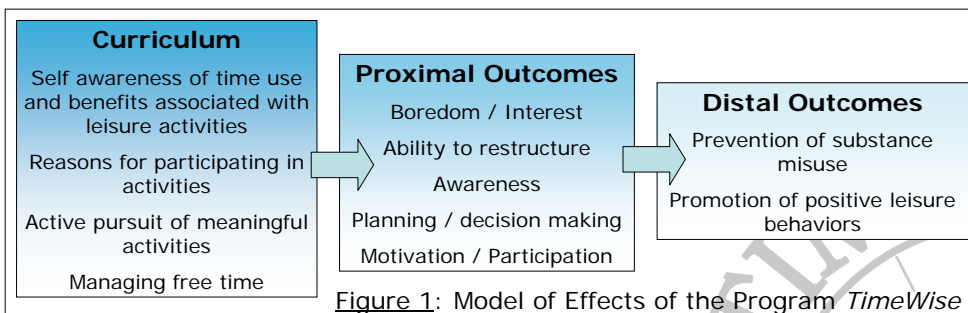 Curriculum
Self awareness of time use
and benefits associated with
leisure activities
Reasons for participating in
activities
Active pursuit of meaningful
activities
Managing free time
Proximal Outcomes
Boredom / Interest
Ability to restructure
Awareness
Planning / decision making
Motivation / Participation
Distal Outcomes
Prevention of substance
misuse
Promotion of positive leisure
behaviors
Figure 1: Model of Effects of the Program TimeWise